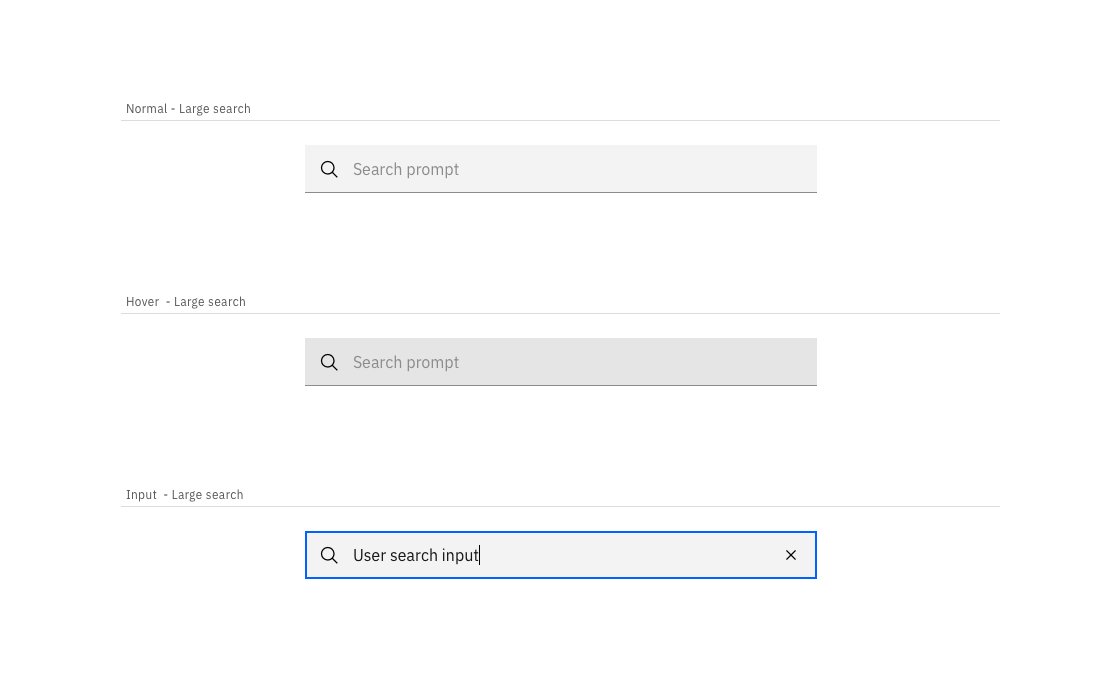 Normal - Large search
Search prompt
Hover  - Large search
Search prompt
Input  - Large search
User search input